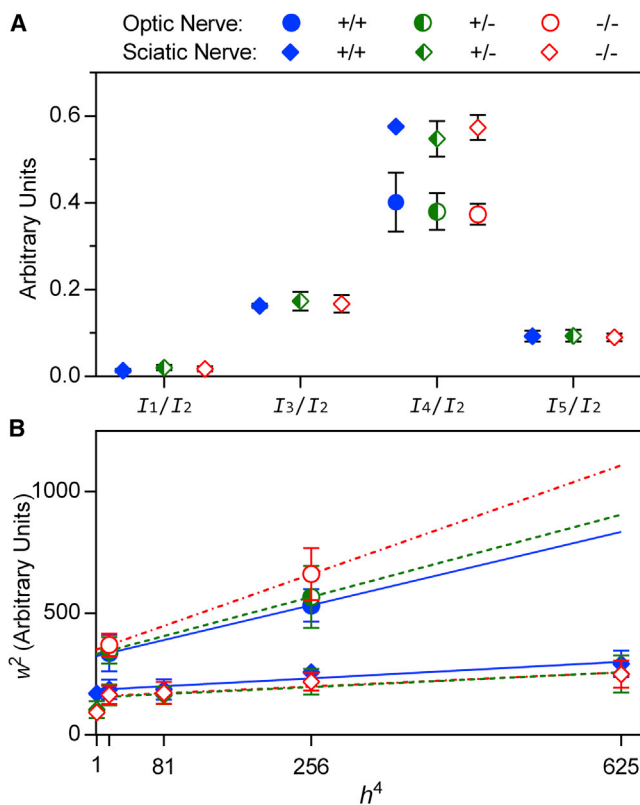 A
Optic Nerve: +/+ +/- -/-
Sciatic Nerve: +/+ +/- -/-
Arbitrary Units
0.6
0.4
0.2
0.0
I1/I2 I3/I2 I4/I2 I5/I2
B
w² (Arbitrary Units)
1000
500
0
1 81 256 625
h⁴